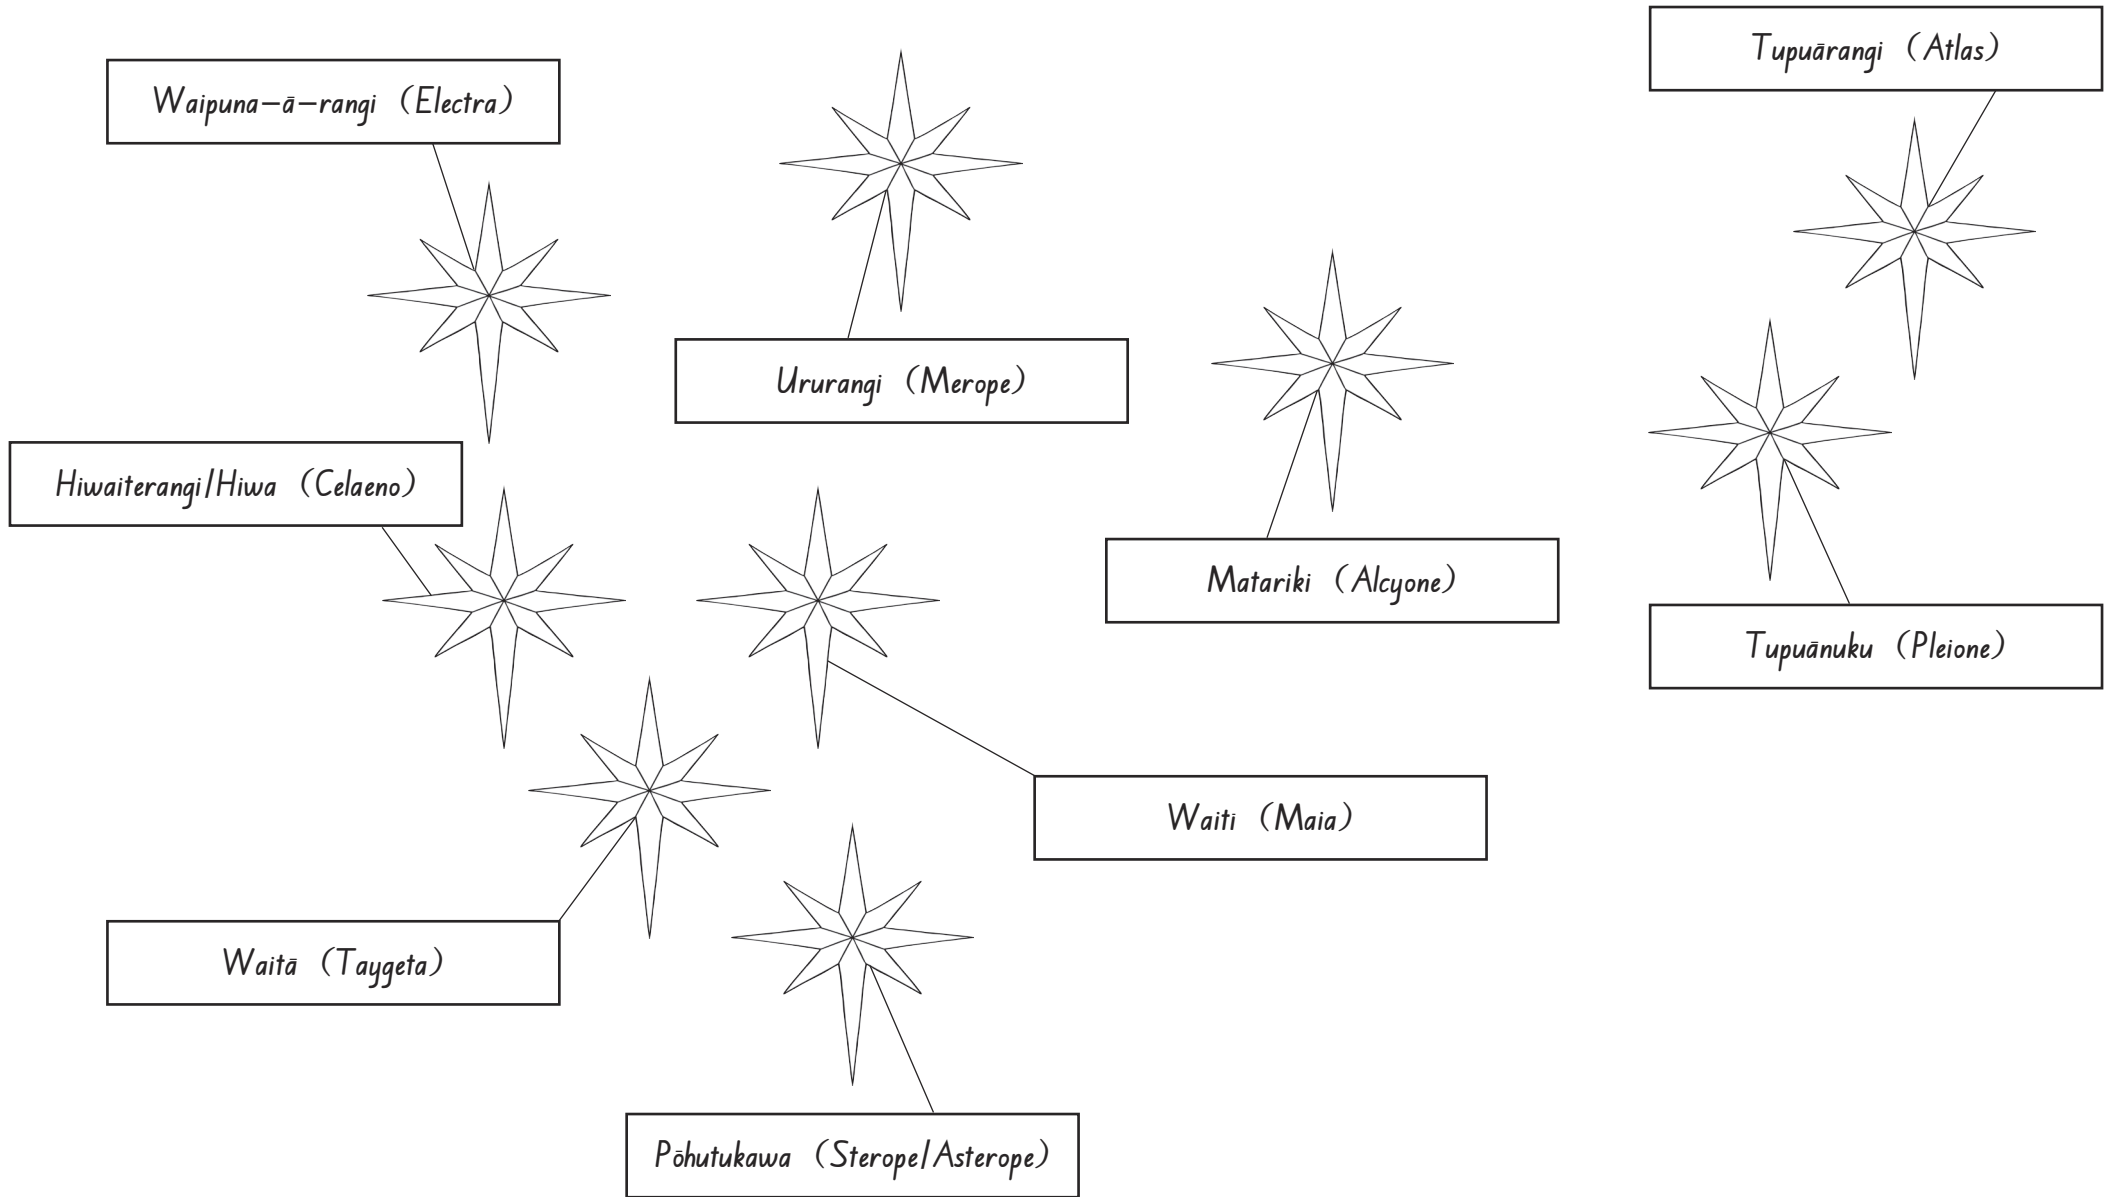 Tupuārangi (Atlas)
Waipuna-ā-rangi (Electra)
Ururangi (Merope)
Hiwaiterangi/Hiwa (Celaeno)
Matariki (Alcyone)
Tupuānuku (Pleione)
Waitī (Maia)
Waitā (Taygeta)
Pōhutukawa (Sterope/Asterope)